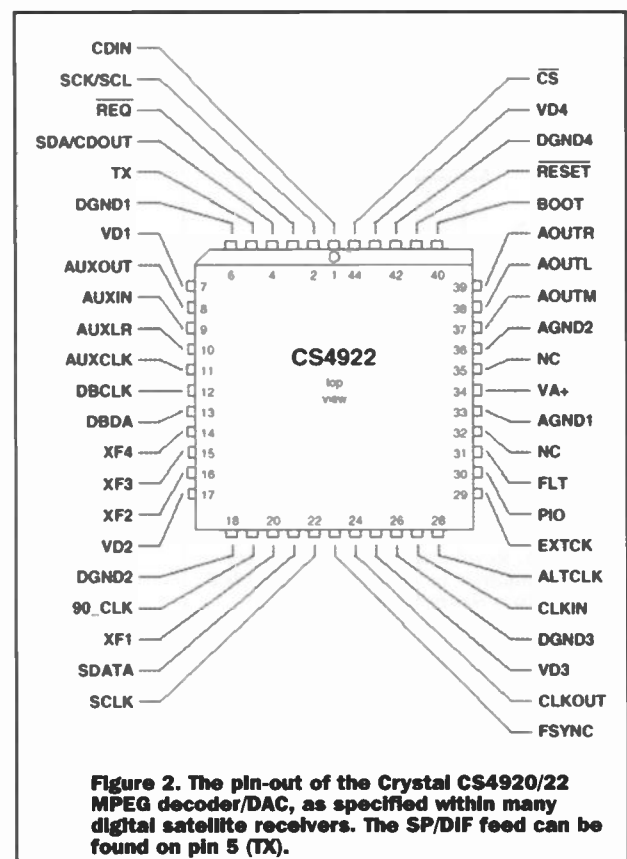 CDIN
SCK/SCL
REQ
SDA/CDOUT
TX
DGND1
VD1
AUXOUT
AUXIN
AUXLR
AUXCLK
DBCLK
DBDA
XF4
XF3
XF2
VD2
DGND2
90_CLK
XF1
SDATA
SCLK
CS
VD4
DGND4
RESET
BOOT
AOUTR
AOUTL
AOUTM
AGND2
NC
VA+
AGND1
NC
FLT
PIO
EXTCK
ALTCLK
CLKIN
DGND3
VD3
CLKOUT
FSYNC
6 4 2 1 44 42 40
7
8
9
10
11
12
13
14
15
16
17
39
38
37
36
35
34
33
32
31
30
29
18 20 22 24 26 28
CS4922
top
view
Figure 2. The pin-out of the Crystal CS4920/22
MPEG decoder/DAC, as specified within many
digital satellite receivers. The SP/DIF feed can be
found on pin 5 (TX).